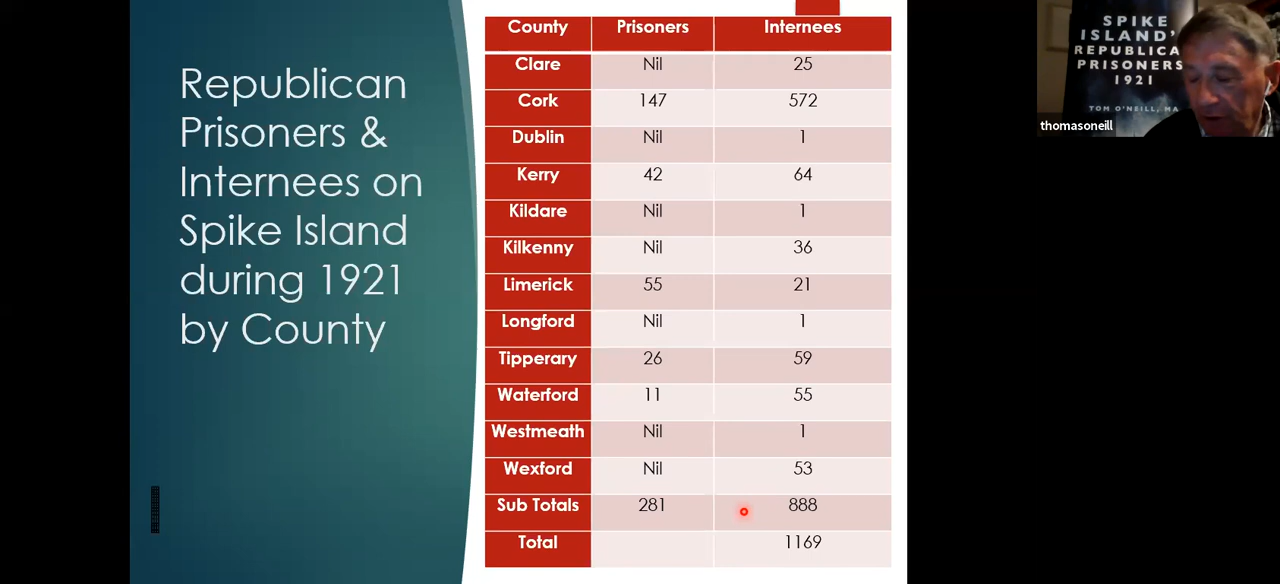 Republican
Prisoners &
Internees on
Spike Island
during 1921
by County
County Prisoners Internees
Clare Nil 25
Cork 147 572
Dublin Nil 1
Kerry 42 64
Kildare Nil 1
Kilkenny Nil 36
Limerick 55 21
Longford Nil 1
Tipperary 26 59
Waterford 11 55
Westmeath Nil 1
Wexford Nil 53
Sub Totals 281 888
Total 1169
SPIKE
ISLAND'
REPUBLICA
PRISONERS
1921
TOM O'NEILL, MA
thomasoneill